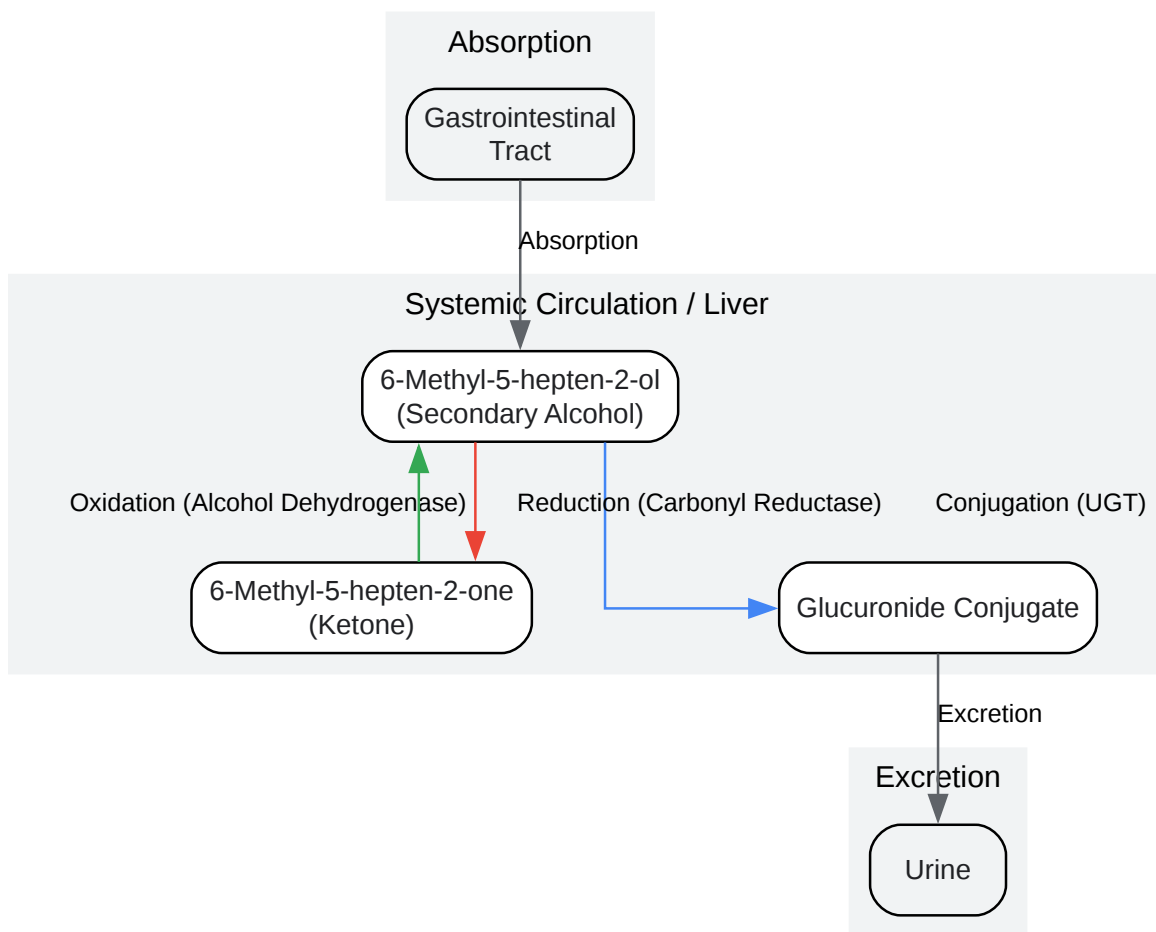 Absorption
Gastrointestinal
Tract
Absorption
Systemic Circulation / Liver
6-Methyl-5-hepten-2-ol
(Secondary Alcohol)
Oxidation (Alcohol Dehydrogenase)
Reduction (Carbonyl Reductase)
Conjugation (UGT)
6-Methyl-5-hepten-2-one
(Ketone)
Glucuronide Conjugate
Excretion
Excretion
Urine